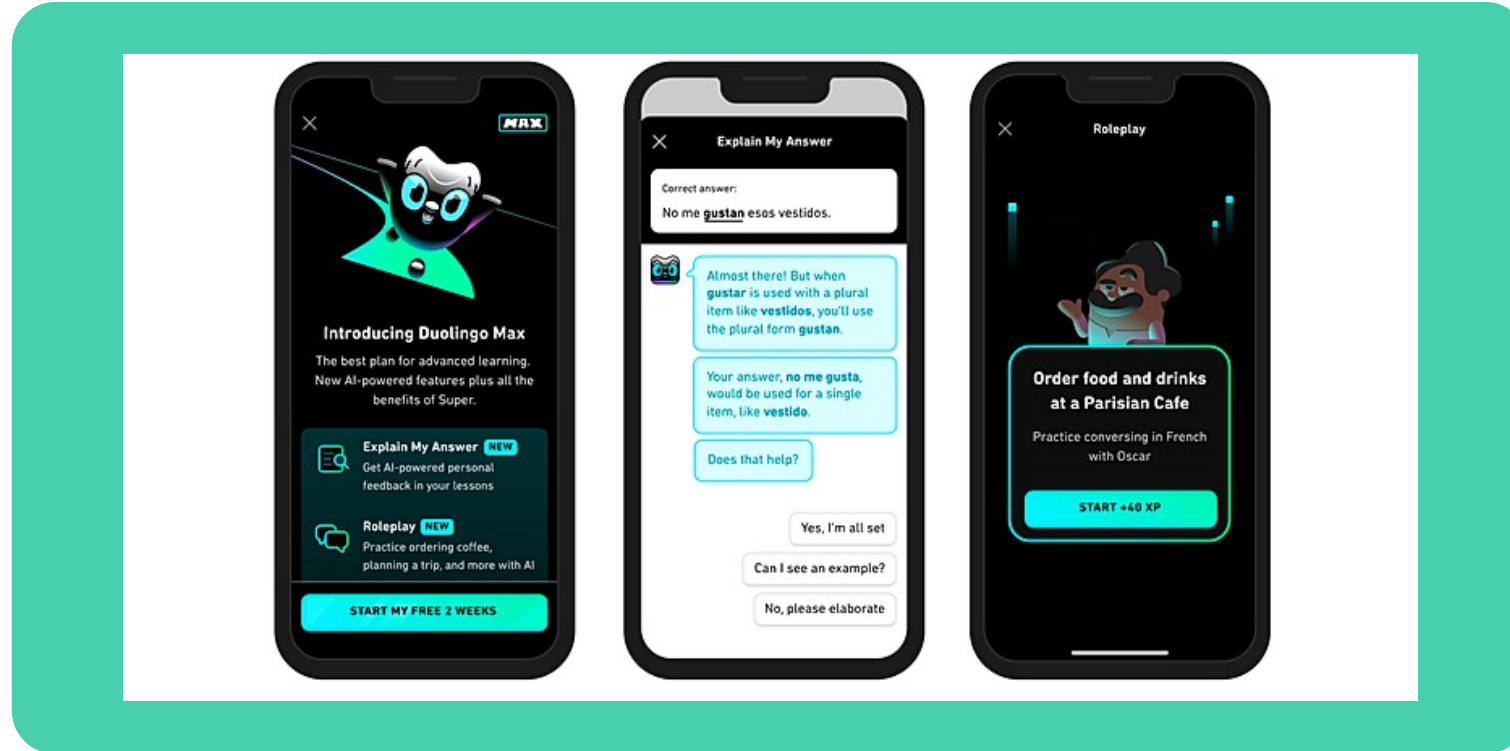 MAX
Introducing Duolingo Max
The best plan for advanced learning.
New AI-powered features plus all the
benefits of Super.
Explain My Answer NEW
Get AI-powered personal
feedback in your lessons
Roleplay NEW
Practice ordering coffee,
planning a trip, and more with AI
START MY FREE 2 WEEKS
Explain My Answer
Correct answer:
No me gustan esos vestidos.
Almost there! But when
gustar is used with a plural
item like vestidos, you'll use
the plural form gustan.
Your answer, no me gusta,
would be used for a single
item, like vestido.
Does that help?
Yes, I'm all set
Can I see an example?
No, please elaborate
Roleplay
Order food and drinks
at a Parisian Cafe
Practice conversing in French
with Oscar
START +40 XP